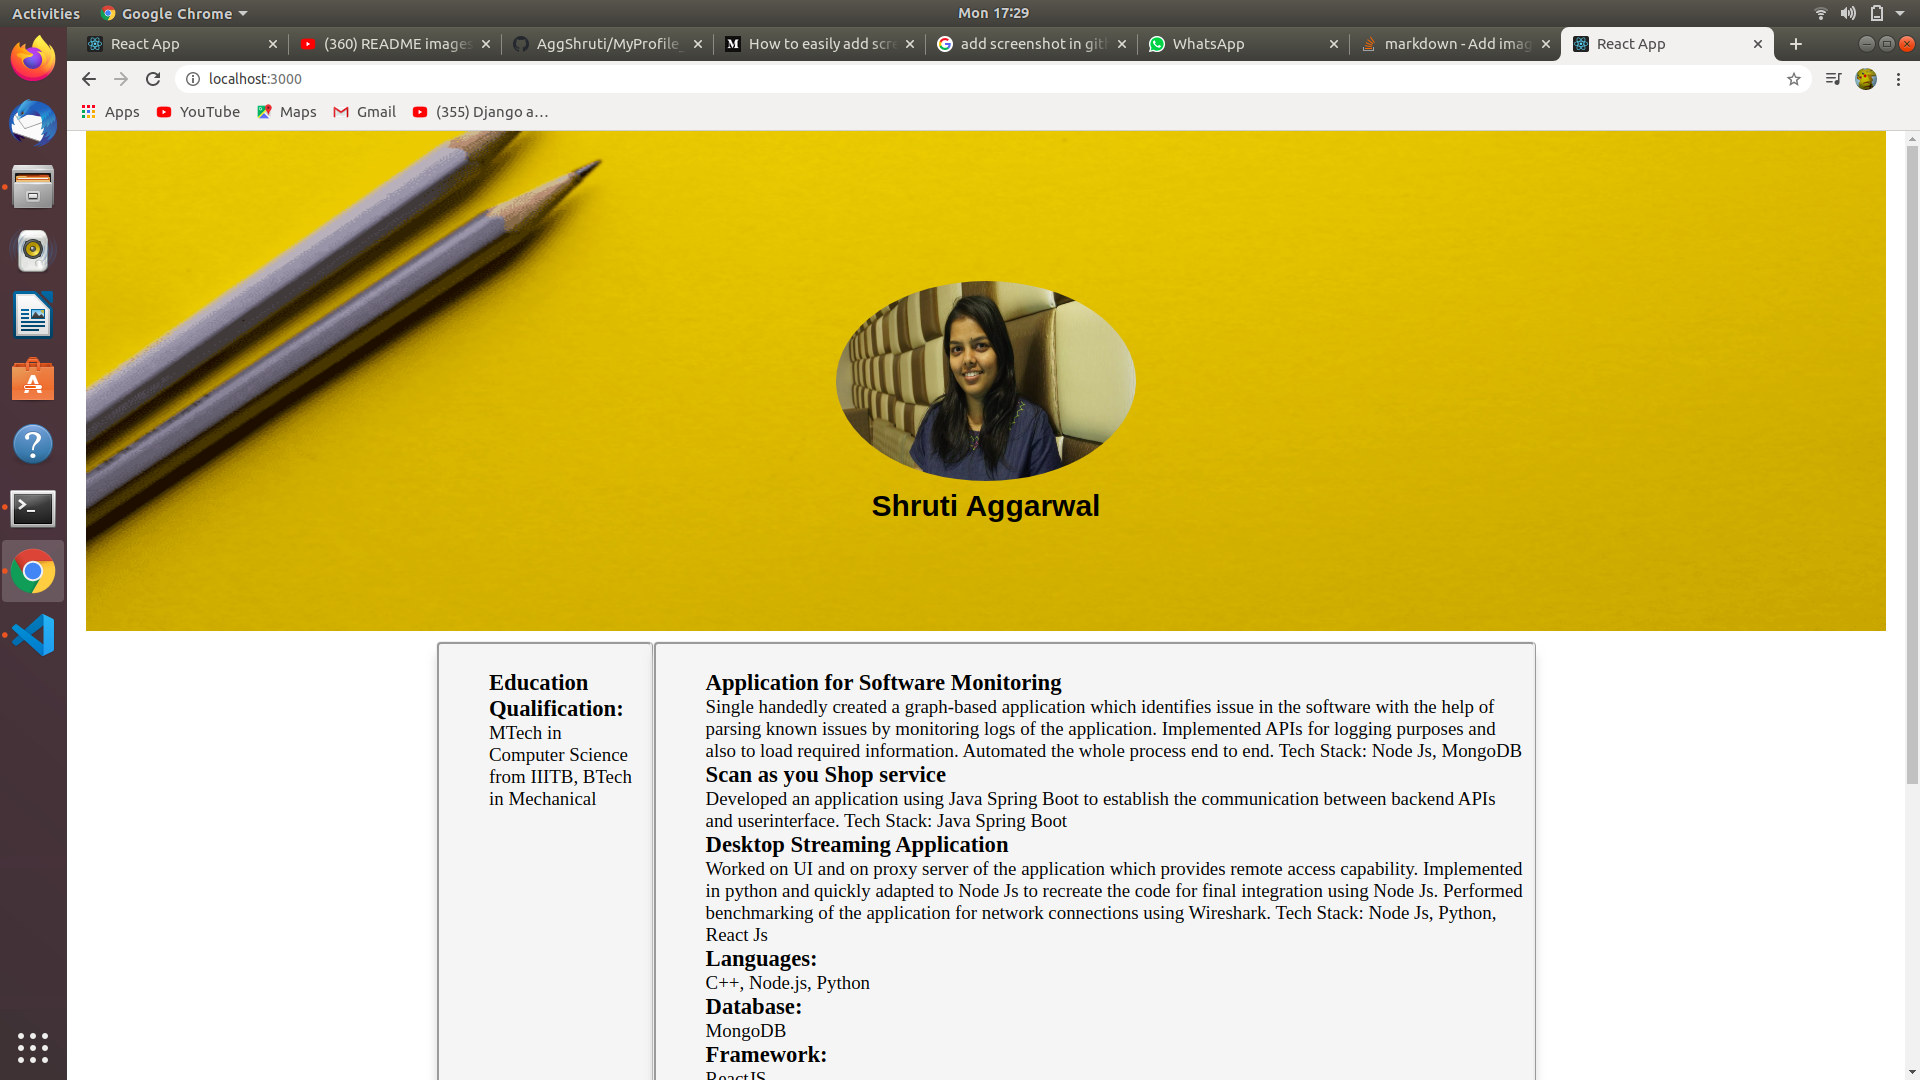 Activities
Google Chrome
Mon 17:29
React App
(360) README images
AggShruti/MyProfile_
How to easily add scre
add screenshot in gith
WhatsApp
markdown - Add imag
React App
localhost:3000
Apps
YouTube
Maps
Gmail
(355) Django a...
Shruti Aggarwal
Education
Qualification:
MTech in
Computer Science
from IIITB, BTech
in Mechanical
Application for Software Monitoring
Single handedly created a graph-based application which identifies issue in the software with the help of
parsing known issues by monitoring logs of the application. Implemented APIs for logging purposes and
also to load required information. Automated the whole process end to end. Tech Stack: Node Js, MongoDB
Scan as you Shop service
Developed an application using Java Spring Boot to establish the communication between backend APIs
and userinterface. Tech Stack: Java Spring Boot
Desktop Streaming Application
Worked on UI and on proxy server of the application which provides remote access capability. Implemented
in python and quickly adapted to Node Js to recreate the code for final integration using Node Js. Performed
benchmarking of the application for network connections using Wireshark. Tech Stack: Node Js, Python,
React Js
Languages:
C++, Node.js, Python
Database:
MongoDB
Framework:
ReactJS